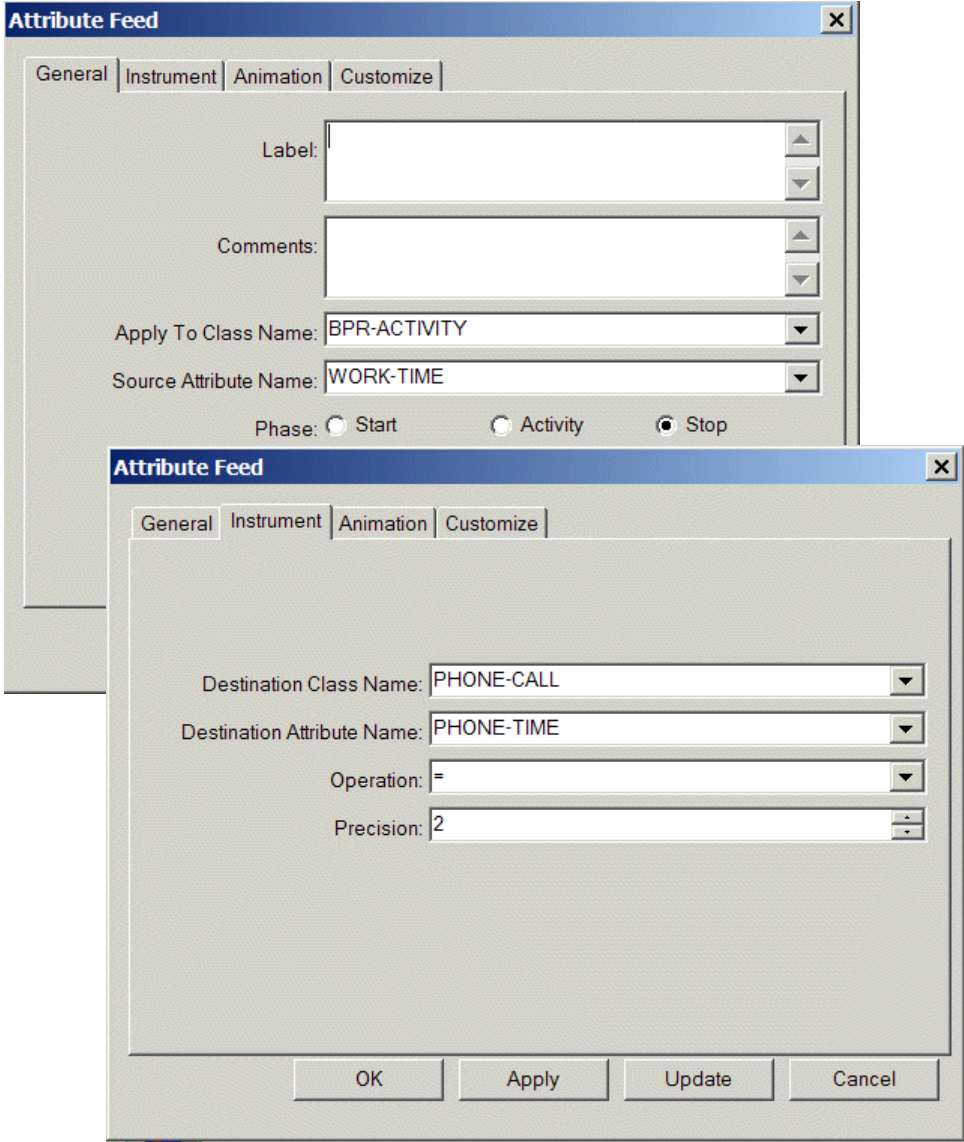 Attribute Feed
General Instrument Animation Customize
Label:
Comments:
Apply To Class Name: BPR-ACTIVITY
Source Attribute Name: WORK-TIME
Phase: Start Activity Stop
Attribute Feed
General Instrument Animation Customize
Destination Class Name: PHONE-CALL
Destination Attribute Name: PHONE-TIME
Operation: =
Precision: 2
OK Apply Update Cancel